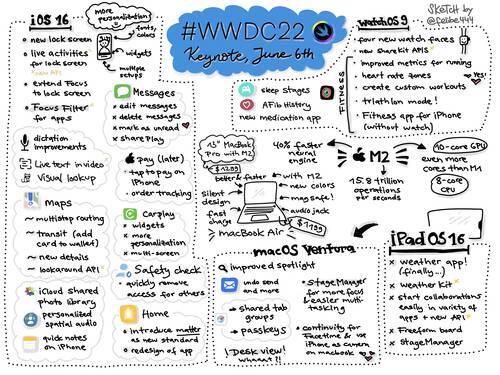 SKETCH by
@felibe444
iOS 16
• new lock screen
• live activities
for lock screen
+new API
• extend Focus
to lock screen
• Focus Filter
for apps
more
personalization
fonts,
colors
widgets
multiple
setups
#WWDC22
Keynote, June 6th
watchOS 9
• four new watch faces
• new ShareKit APIS
FITNESS
• improved metrics for running
• heart rate zones
Yes!
• create custom workouts
• triathlon mode!
• Fitness app for iPhone
(without watch)
sleep stages
AFib History
new medication app
dictation
improvements
Live text in video
Visual lookup
Messages
× edit messages
× delete messages
× mark as unread
× sharePlay
pay (later)
• tap to pay on
iPhone
• order tracking
13" MacBook
Pro with M2
$1299
better & faster
Silent
design
fast
charge
MacBook Air
40% faster
neural
engine
with M2
new colors
magsafe!
audio jack
$1199
M2
15.8 trillion
operations
per seconds
10-core GPU
even more
cores than M1
8-core
CPU
Maps
~ multistop routing
~ transit (add
card to wallet)
~ new details
~ lookaround API
Carplay
× widgets
× more
personalization
× multi-screen
Safety check
• quickly remove
access for others
iCloud shared
photo library
personalized
spatial audio
quick notes
on iPhone
Home
• introduce matter
as new standard
• redesign of app
macOS Ventura
improved spotlight
undo send
and more
→ shared tab
groups
→ passkeys
! Desk view!
whaaat?!
• StageManager
for more focus
& easier multi-
tasking
• continuity for
Facetime & use
iPhone as camera
on macbook
yes!
iPadOS 16
× weather app!
(finally...)
× Weather Kit
× start collaborations
easily in variety of
apps + new API
× Freeform board
× StageManager